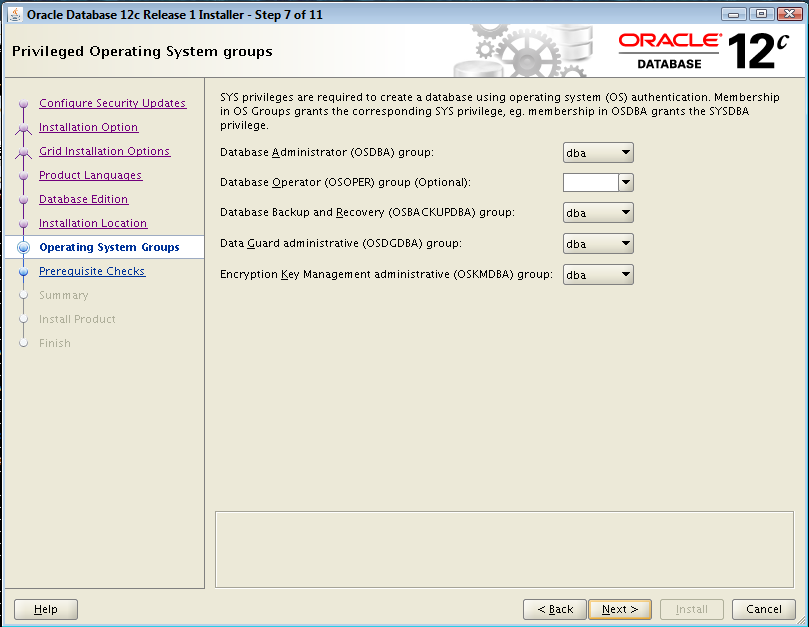 Oracle Database 12c Release 1 Installer - Step 7 of 11
Privileged Operating System groups
ORACLE®
DATABASE
12c
Configure Security Updates
Installation Option
Grid Installation Options
Product Languages
Database Edition
Installation Location
Operating System Groups
Prerequisite Checks
Summary
Install Product
Finish
SYS privileges are required to create a database using operating system (OS) authentication. Membership
in OS Groups grants the corresponding SYS privilege, eg. membership in OSDBA grants the SYSDBA
privilege.
Database Administrator (OSDBA) group: dba
Database Operator (OSOPER) group (Optional):
Database Backup and Recovery (OSBACKUPDBA) group: dba
Data Guard administrative (OSDGDBA) group: dba
Encryption Key Management administrative (OSKMDBA) group: dba
Help
< Back
Next >
Install
Cancel